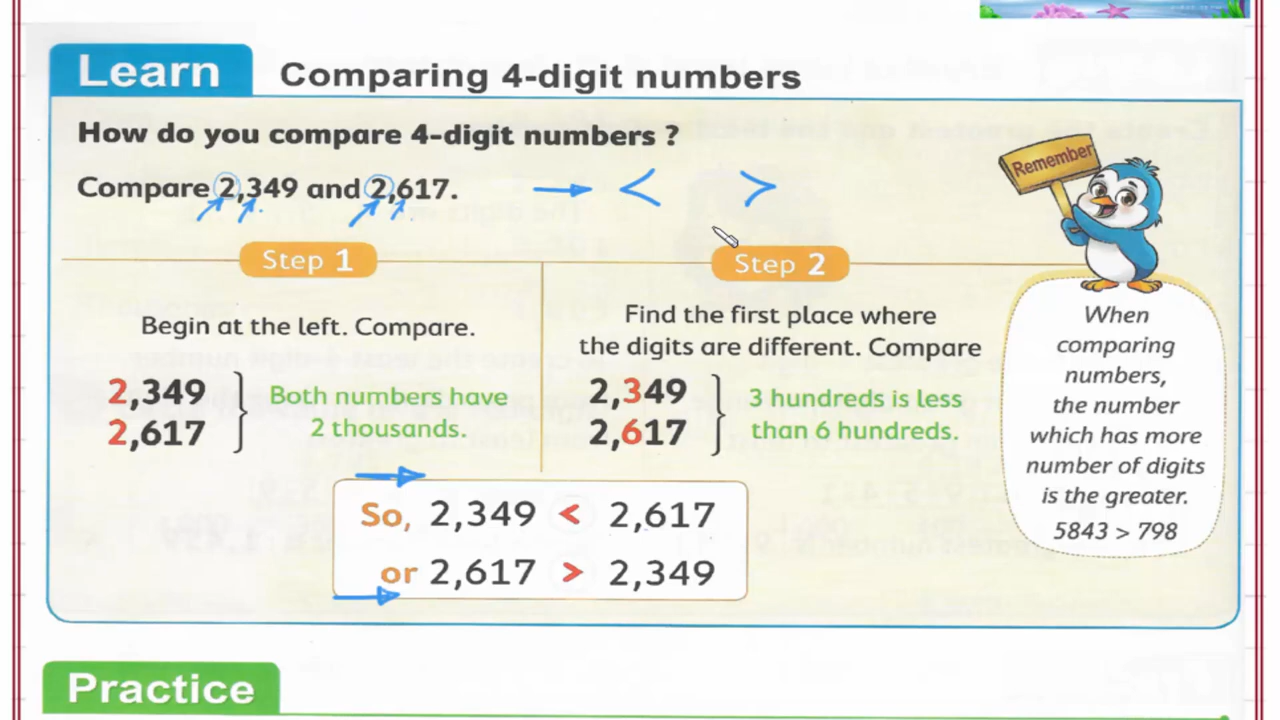 Learn Comparing 4-digit numbers
How do you compare 4-digit numbers ?
Compare 2,349 and 2,617. < >
Step 1
Begin at the left. Compare.
2,349
2,617
Both numbers have
2 thousands.
Step 2
Find the first place where
the digits are different. Compare
2,349
2,617
3 hundreds is less
than 6 hundreds.
So, 2,349 < 2,617
or 2,617 > 2,349
Remember
When
comparing
numbers,
the number
which has more
number of digits
is the greater.
5843 > 798
Practice